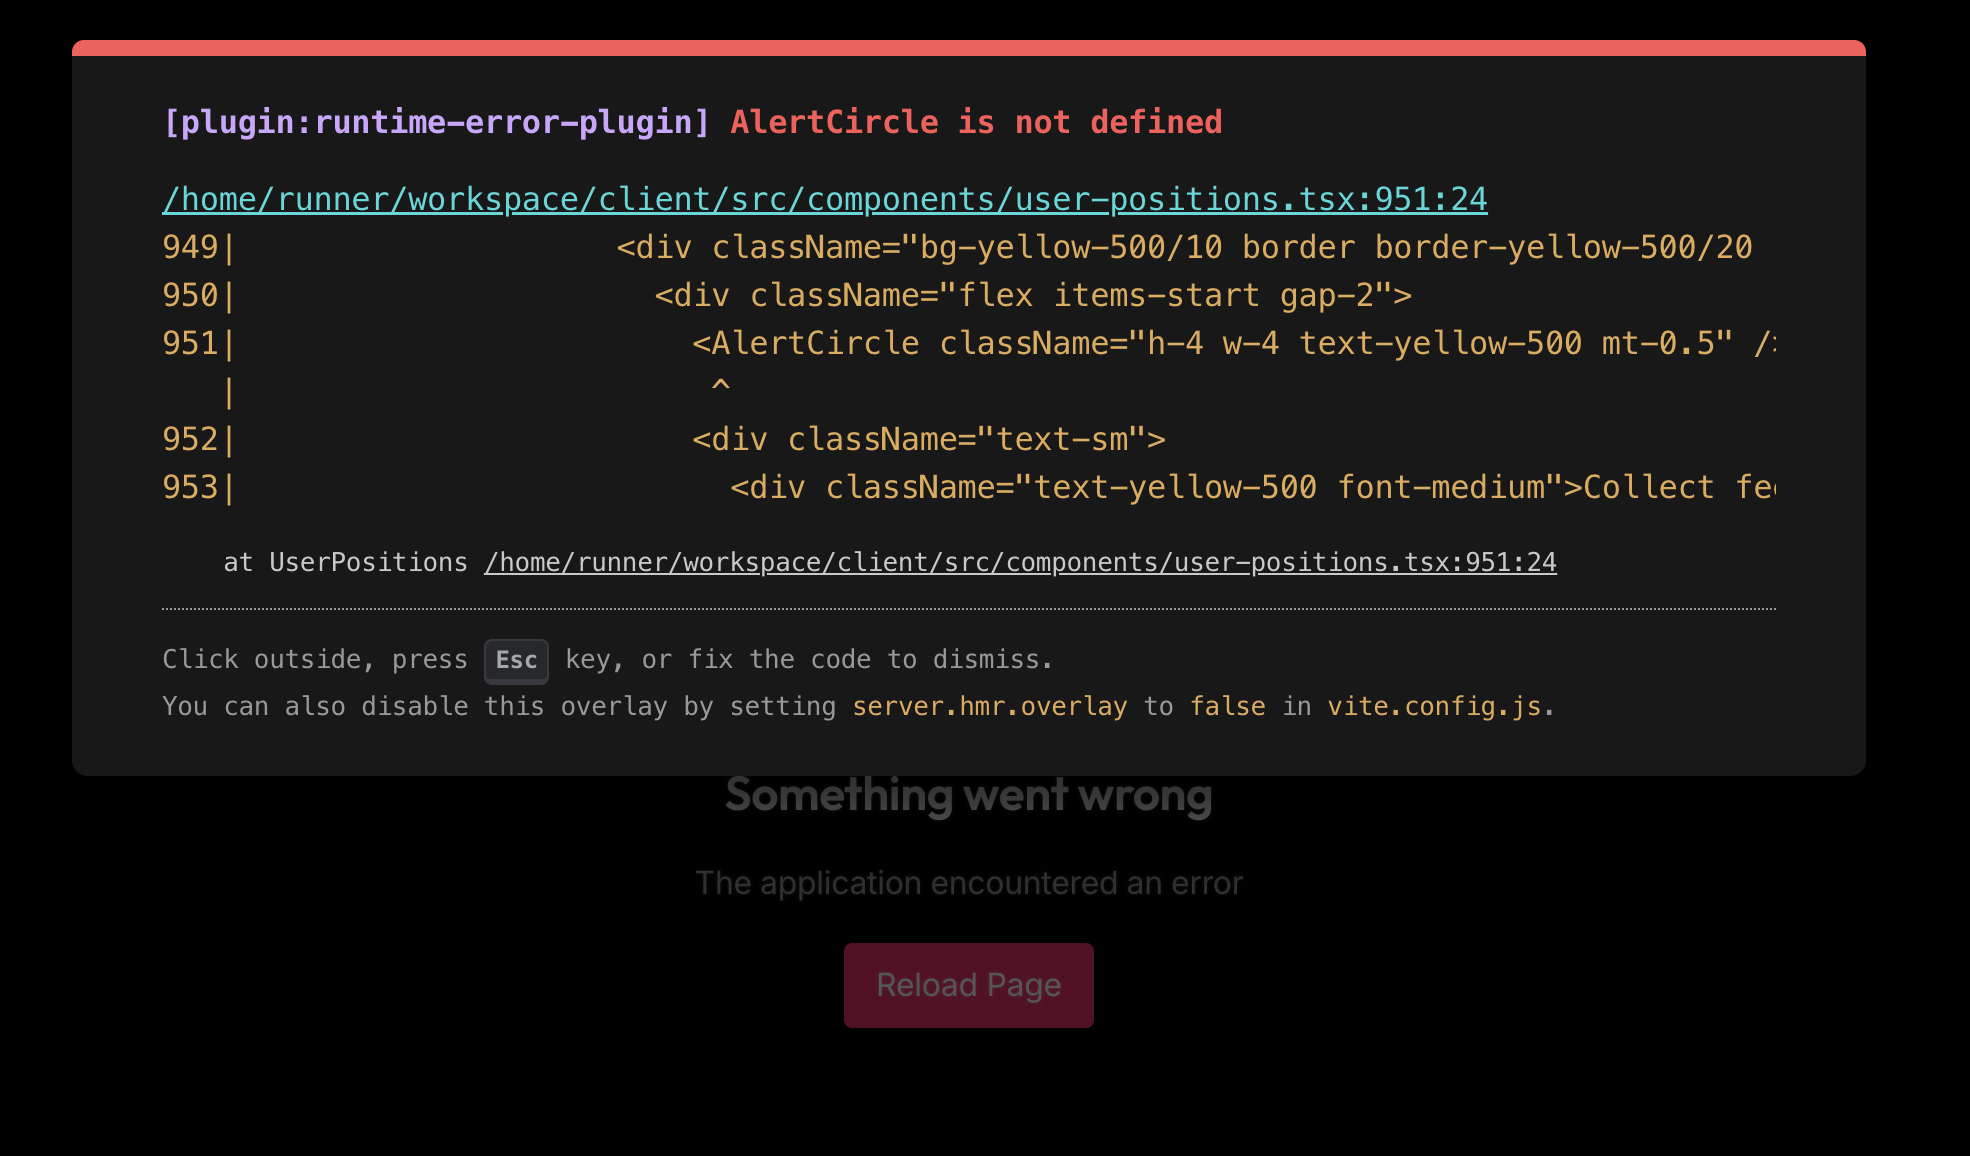 [plugin:runtime-error-plugin] AlertCircle is not defined
/home/runner/workspace/client/src/components/user-positions.tsx:951:24
949|                    <div className="bg-yellow-500/10 border border-yellow-500/20
950|                      <div className="flex items-start gap-2">
951|                        <AlertCircle className="h-4 w-4 text-yellow-500 mt-0.5" />
   |                         ^
952|                        <div className="text-sm">
953|                          <div className="text-yellow-500 font-medium">Collect
at UserPositions /home/runner/workspace/client/src/components/user-positions.tsx:951:24
Click outside, press Esc key, or fix the code to dismiss.
You can also disable this overlay by setting server.hmr.overlay to false in vite.config.js.
Something went wrong
The application encountered an error
Reload Page